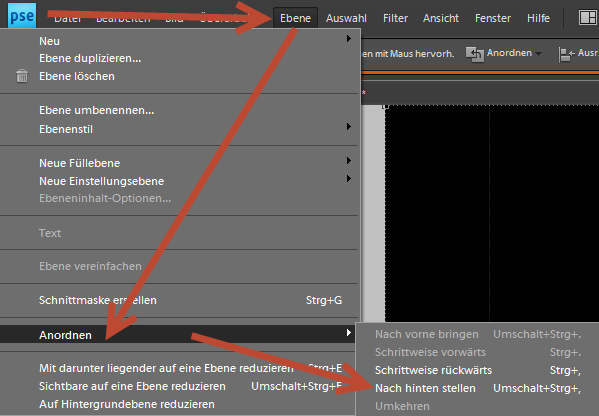 pse Datei Bearbeiten Bild Überarbeiten Ebene Auswahl Filter Ansicht Fenster Hilfe
en mit Maus hervorh. Anordnen Ausr
Neu
Ebene duplizieren...
Ebene löschen
Ebene umbenennen...
Ebenenstil
Neue Füllebene
Neue Einstellungsebene
Ebeneninhalt-Optionen...
Text
Ebene vereinfachen
Schnittmaske erstellen Strg+G
Anordnen
Mit darunter liegender auf eine Ebene reduzieren Strg+E
Sichtbare auf eine Ebene reduzieren Umschalt+Strg+E
Auf Hintergrundebene reduzieren
Nach vorne bringen Umschalt+Strg+.
Schrittweise vorwärts Strg+.
Schrittweise rückwärts Strg+,
Nach hinten stellen Umschalt+Strg+,
Umkehren